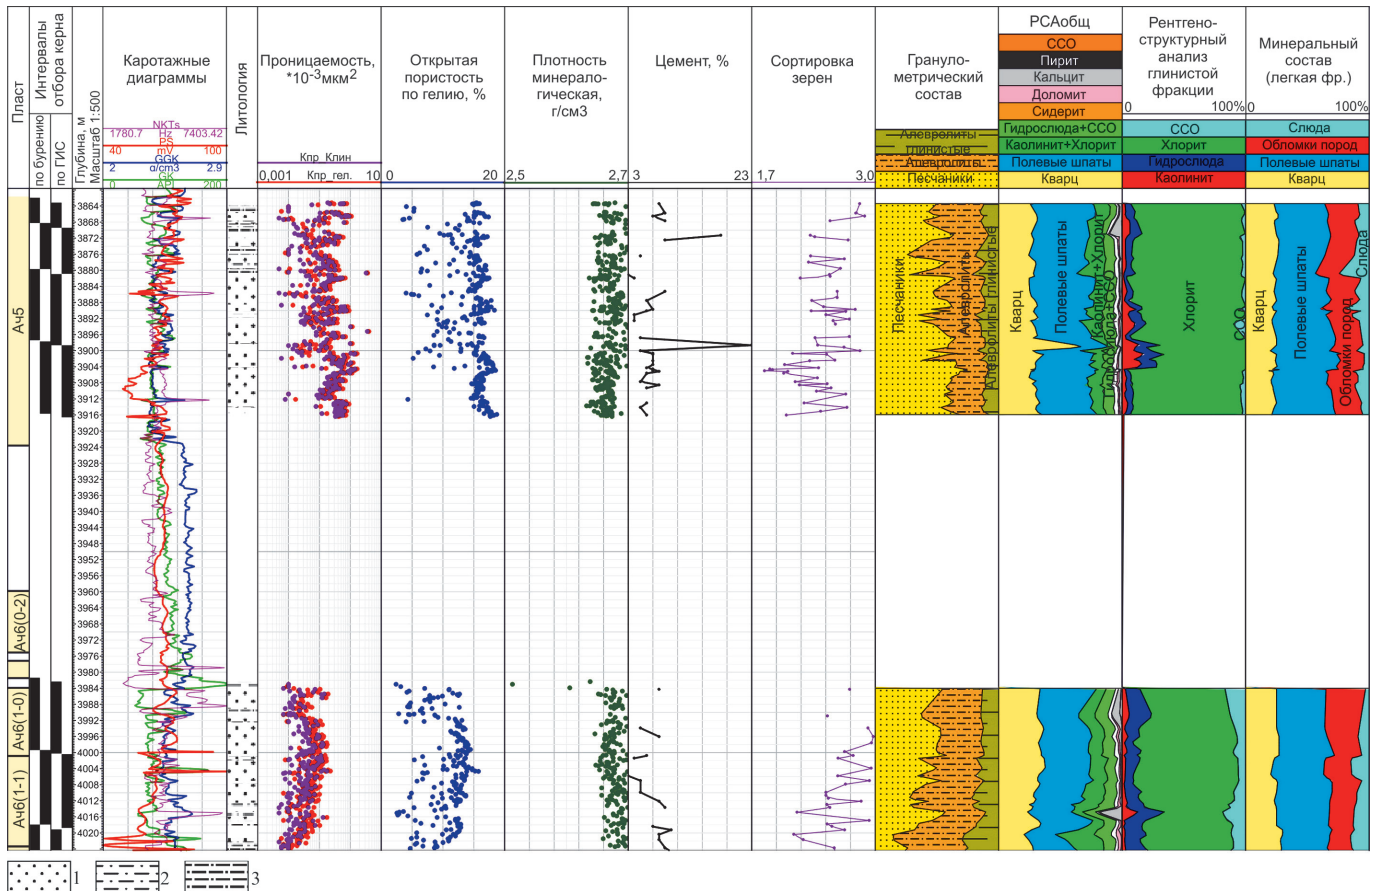 Пласт
Интервалы
отбора керна
по бурению
по ГИС
Глубина, м
Масштаб 1:500
Каротажные
диаграммы
NKTs
1780.7 Hz 7403.42
PS
40 mV 100
GGK
2 g/cm3 2.9
GK
0 API 200
Литология
Проницаемость,
*10-3мкм2
Кпр_Клин
0,001 Кпр_гел. 10
Открытая
пористость
по гелию, %
0 20
Плотность
минерало-
гическая,
г/см3
2,5 2,7
Цемент, %
3 23
Сортировка
зерен
1,7 3,0
Грануло-
метрический
состав
Алевролиты
глинистые
Алевролиты
Песчаники
РСАобщ
ССО
Пирит
Кальцит
Доломит
Сидерит
Гидрослюда+ССО
Каолинит+Хлорит
Полевые шпаты
Кварц
Рентгено-
структурный
анализ
глинистой
фракции
0 100%
ССО
Хлорит
Гидрослюда
Каолинит
Минеральный
состав
(легкая фр.)
0 100%
Слюда
Обломки пород
Полевые шпаты
Кварц
Ач5
Ач6(0-2)
Ач6(1-0)
Ач6(1-1)
3864
3868
3872
3876
3880
3884
3888
3892
3896
3900
3904
3908
3912
3916
3920
3924
3928
3932
3936
3940
3944
3948
3952
3956
3960
3964
3968
3972
3976
3980
3984
3988
3992
3996
4000
4004
4008
4012
4016
4020
Песчаники
Алевролиты
Алевролиты глинистые
Кварц
Полевые шпаты
Каолинит+Хлорит
Гидрослюда+ССО
Хлорит
ССО
Кварц
Полевые шпаты
Обломки пород
Слюда
1
2
3